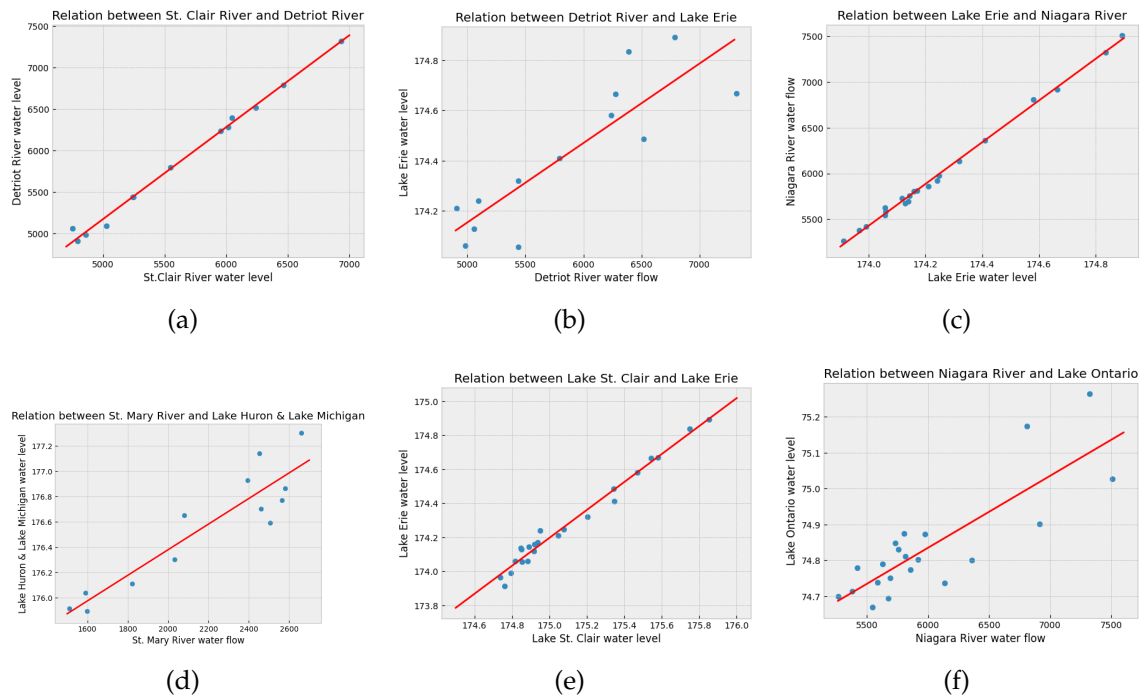 Relation between St. Clair River and Detriot River
7500
7000
6500
6000
5500
5000
5000
5500
6000
6500
7000
Detriot River water level
St.Clair River water level
(a)
Relation between Detriot River and Lake Erie
174.8
174.6
174.4
174.2
5000
5500
6000
6500
7000
Lake Erie water level
Detriot River water flow
(b)
Relation between Lake Erie and Niagara River
7500
7000
6500
6000
5500
174.0
174.2
174.4
174.6
174.8
Niagara River water flow
Lake Erie water level
(c)
Relation between St. Mary River and Lake Huron & Lake Michigan
177.2
177.0
176.8
176.6
176.4
176.2
176.0
1600
1800
2000
2200
2400
2600
Lake Huron & Lake Michigan water level
St. Mary River water flow
(d)
Relation between Lake St. Clair and Lake Erie
175.0
174.8
174.6
174.4
174.2
174.0
173.8
174.6
174.8
175.0
175.2
175.4
175.6
175.8
176.0
Lake Erie water level
Lake St. Clair water level
(e)
Relation between Niagara River and Lake Ontario
75.2
75.1
75.0
74.9
74.8
74.7
5500
6000
6500
7000
7500
Lake Ontario water level
Niagara River water flow
(f)